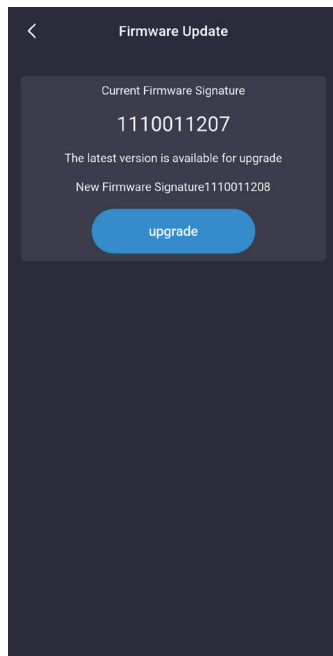 Firmware Update
Current Firmware Signature
1110011207
The latest version is available for upgrade
New Firmware Signature1110011208
upgrade